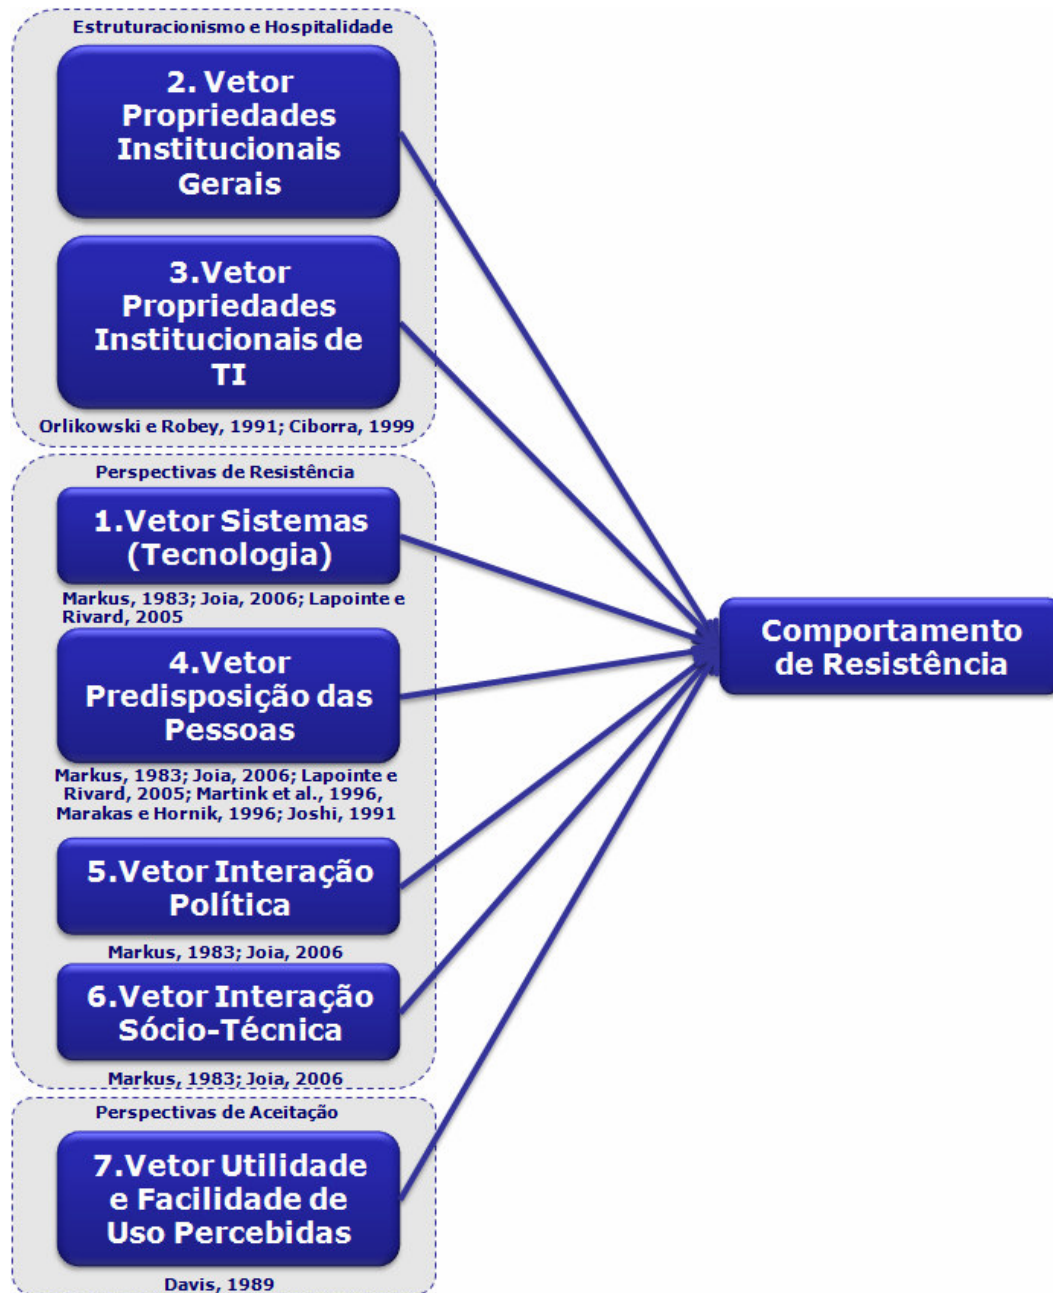 Estruturacionismo e Hospitalidade
2. Vetor
Propriedades
Institucionais
Gerais
3.Vetor
Propriedades
Institucionais de
TI
Orlikowski e Robey, 1991; Ciborra, 1999
Perspectivas de Resistência
1.Vetor Sistemas
(Tecnologia)
Markus, 1983; Joia, 2006; Lapointe e
Rivard, 2005
4.Vetor
Predisposição das
Pessoas
Markus, 1983; Joia, 2006; Lapointe e
Rivard, 2005; Martink et al., 1996,
Marakas e Hornik, 1996; Joshi, 1991
5.Vetor Interação
Política
Markus, 1983; Joia, 2006
6.Vetor Interação
Sócio-Técnica
Markus, 1983; Joia, 2006
Perspectivas de Aceitação
7.Vetor Utilidade
e Facilidade de
Uso Percebidas
Davis, 1989
Comportamento
de Resistência